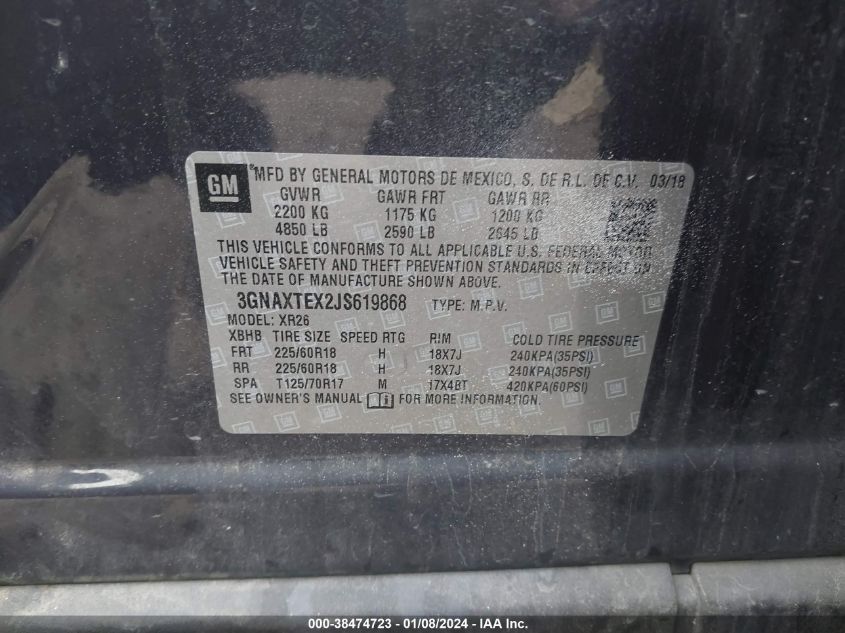 GM
MFD BY GENERAL MOTORS DE MEXICO, S. DE R.L. DE C.V. 03/18
GVWR GAWR FRT GAWR RR
2200 KG 1175 KG 1200 KG
4850 LB 2590 LB 2645 LB
THIS VEHICLE CONFORMS TO ALL APPLICABLE U.S. FEDERAL MOTOR
VEHICLE SAFETY AND THEFT PREVENTION STANDARDS IN EFFECT ON
THE DATE OF MANUFACTURE SHOWN ABOVE.
3GNAXTEX2JS619868 TYPE: M.P.V.
MODEL: XR26
XBHB TIRE SIZE SPEED RTG RIM COLD TIRE PRESSURE
FRT 225/60R18 H 18X7J 240KPA(35PSI)
RR 225/60R18 H 18X7J 240KPA(35PSI)
SPA T125/70R17 M 17X4BT 420KPA(60PSI)
SEE OWNER'S MANUAL FOR MORE INFORMATION.
000-38474723 - 01/08/2024 - IAA Inc.